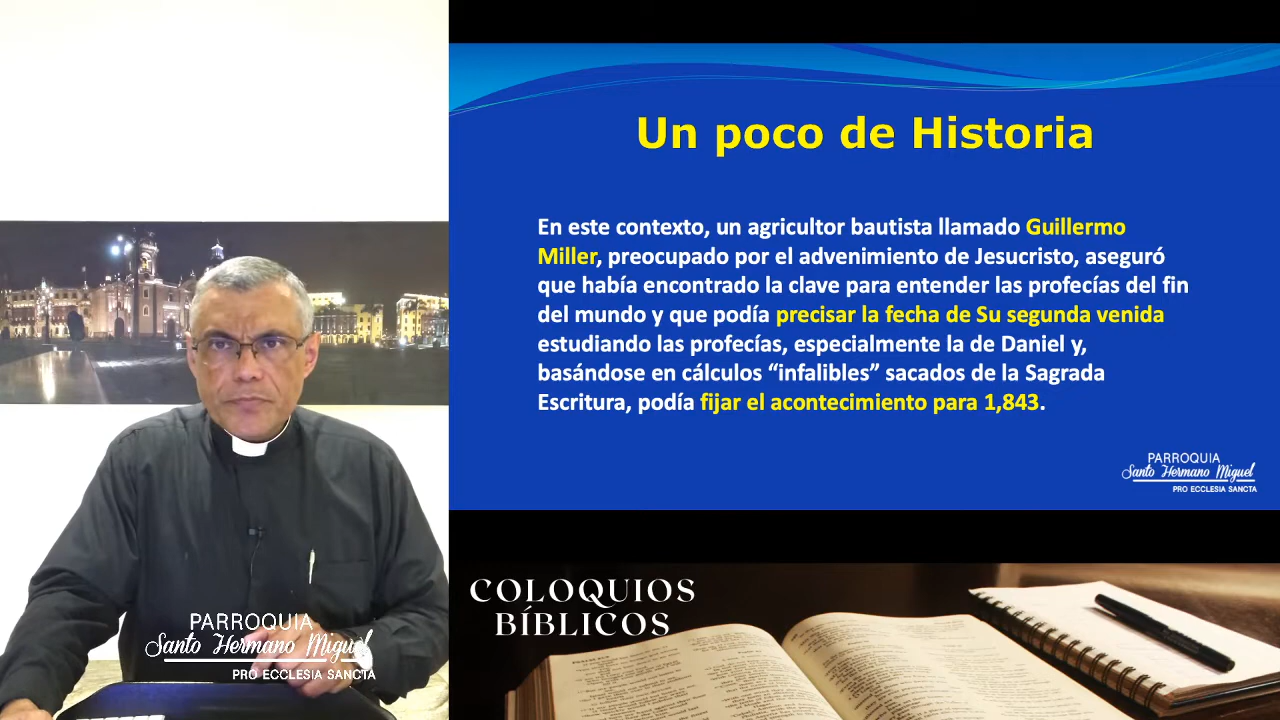 Un poco de Historia
En este contexto, un agricultor bautista llamado Guillermo
Miller, preocupado por el advenimiento de Jesucristo, aseguró
que había encontrado la clave para entender las profecías del fin
del mundo y que podía precisar la fecha de Su segunda venida
estudiando las profecías, especialmente la de Daniel y,
basándose en cálculos “infalibles” sacados de la Sagrada
Escritura, podía fijar el acontecimiento para 1,843.
PARROQUIA
Santo Hermano Miguel
PRO ECCLESIA SANCTA
COLOQUIOS
BÍBLICOS
PARROQUIA
Santo Hermano Miguel
PRO ECCLESIA SANCTA